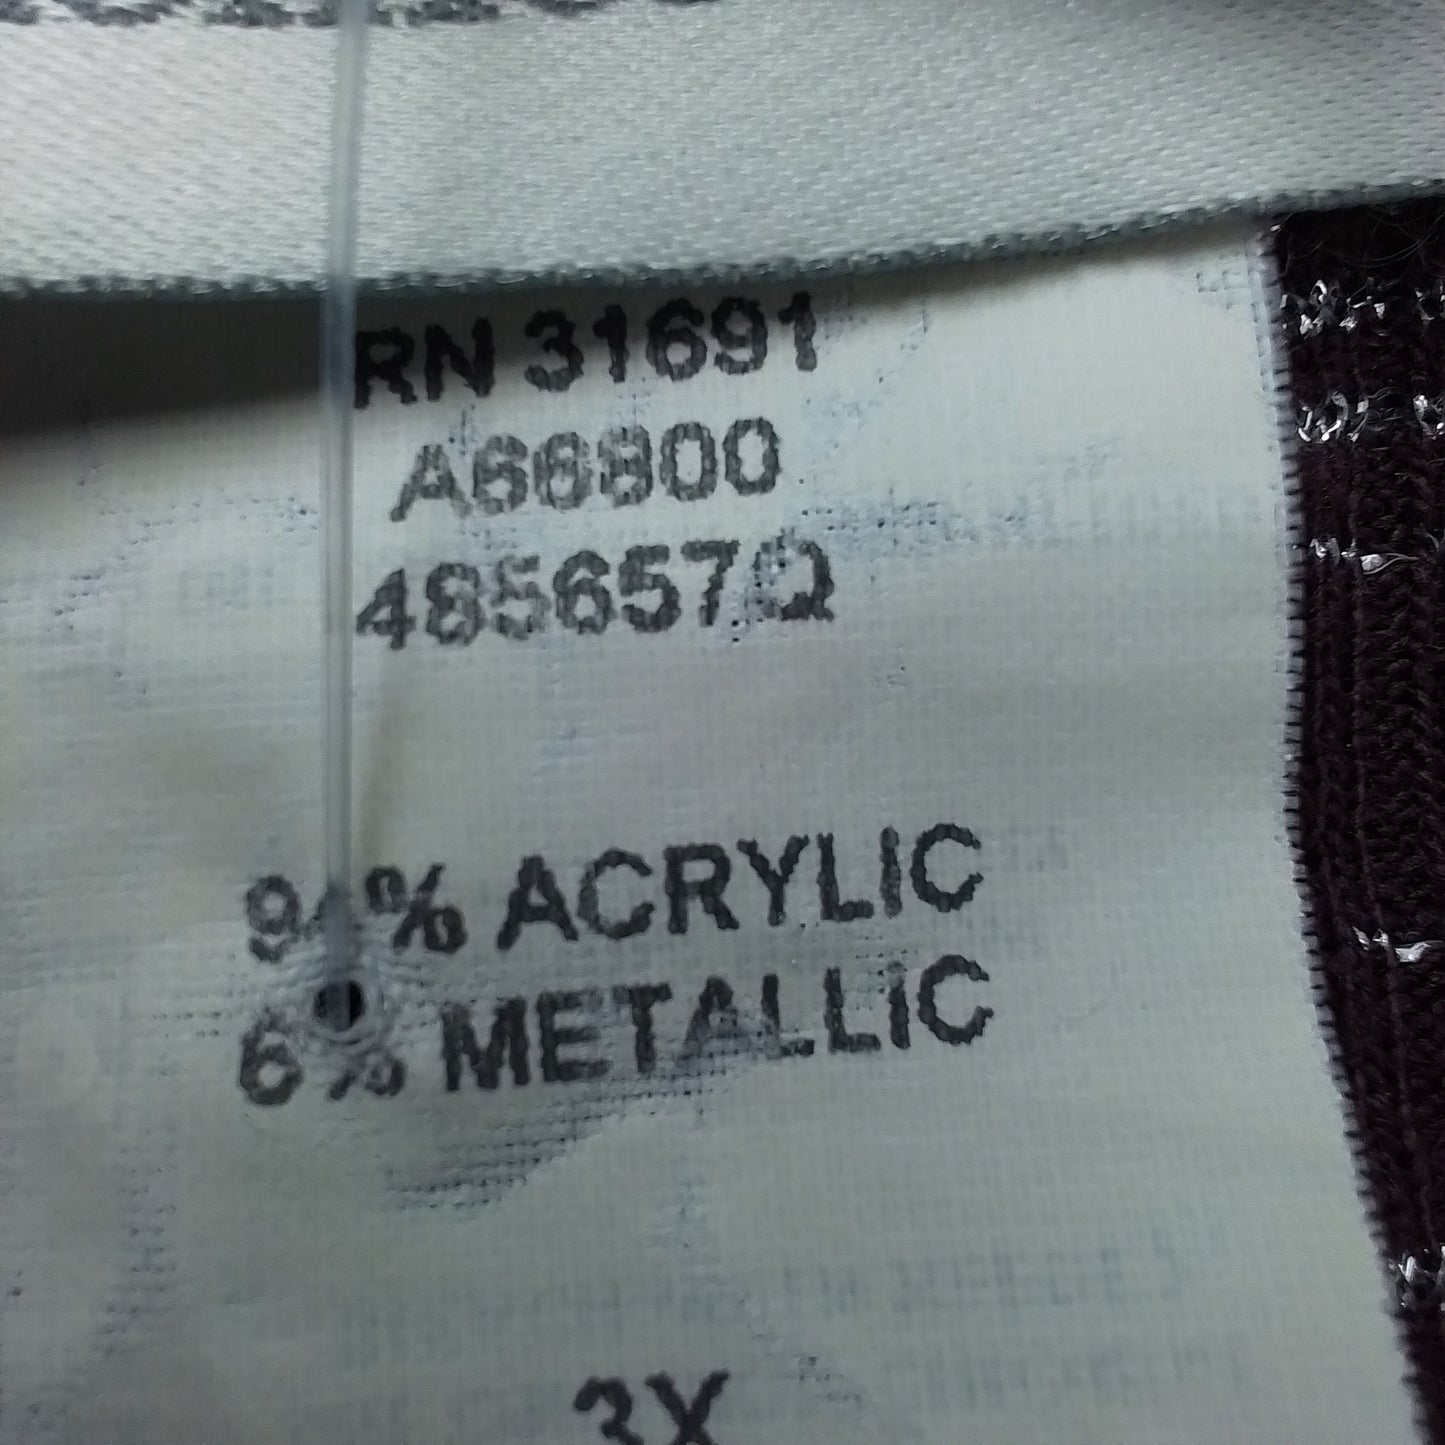 RN 31691
A66800
485657Q
94% ACRYLIC
6% METALLIC
3X